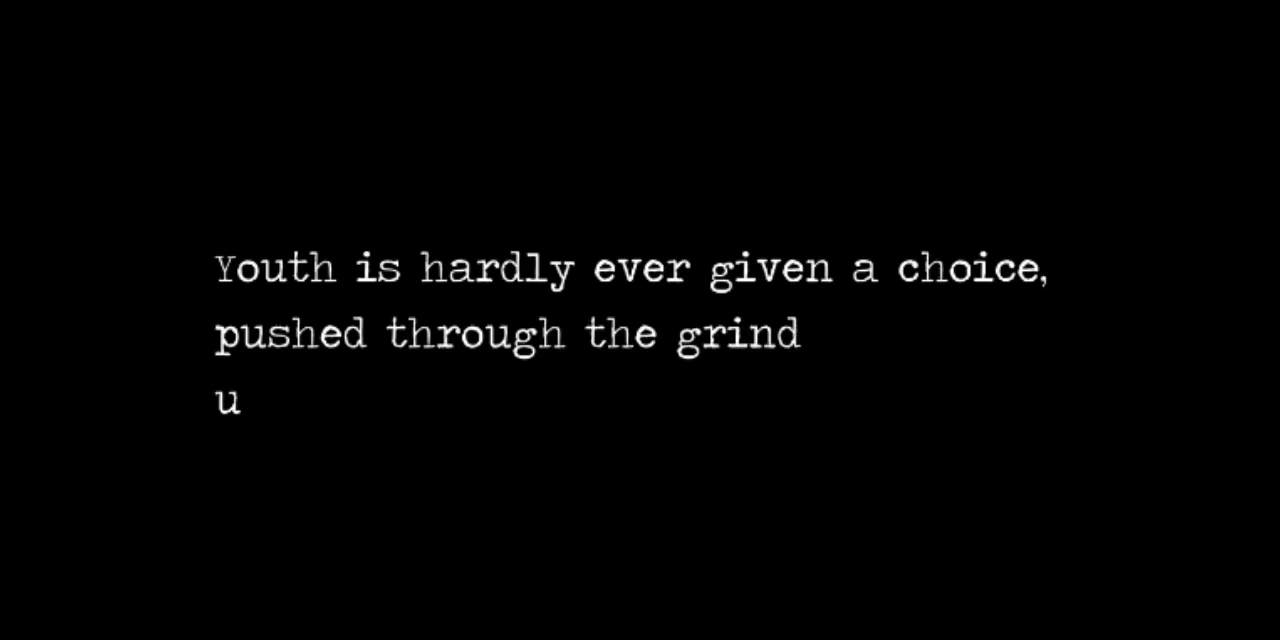 Youth is hardly ever given a choice,
pushed through the grind
u